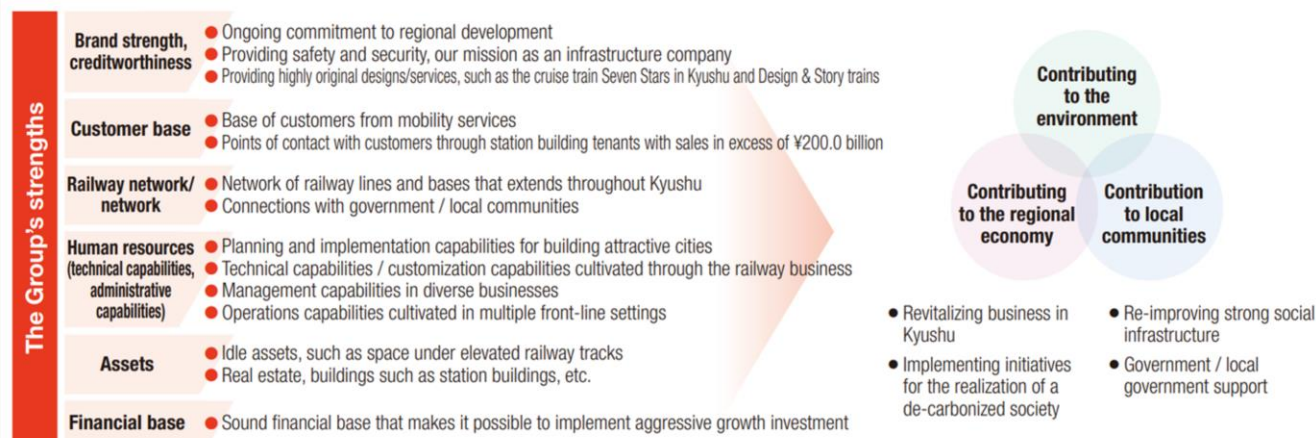 The Group's strengths
Brand strength,
creditworthiness
● Ongoing commitment to regional development
● Providing safety and security, our mission as an infrastructure company
● Providing highly original designs/services, such as the cruise train Seven Stars in Kyushu and Design & Story trains
Customer base
● Base of customers from mobility services
● Points of contact with customers through station building tenants with sales in excess of ¥200.0 billion
Railway network/
network
● Network of railway lines and bases that extends throughout Kyushu
● Connections with government / local communities
Human resources
(technical capabilities,
administrative
capabilities)
● Planning and implementation capabilities for building attractive cities
● Technical capabilities / customization capabilities cultivated through the railway business
● Management capabilities in diverse businesses
● Operations capabilities cultivated in multiple front-line settings
Assets
● Idle assets, such as space under elevated railway tracks
● Real estate, buildings such as station buildings, etc.
Financial base
● Sound financial base that makes it possible to implement aggressive growth investment
Contributing
to the
environment
Contributing
to the regional
economy
Contribution
to local
communities
● Revitalizing business in
Kyushu
● Implementing initiatives
for the realization of a
de-carbonized society
● Re-improving strong social
infrastructure
● Government / local
government support